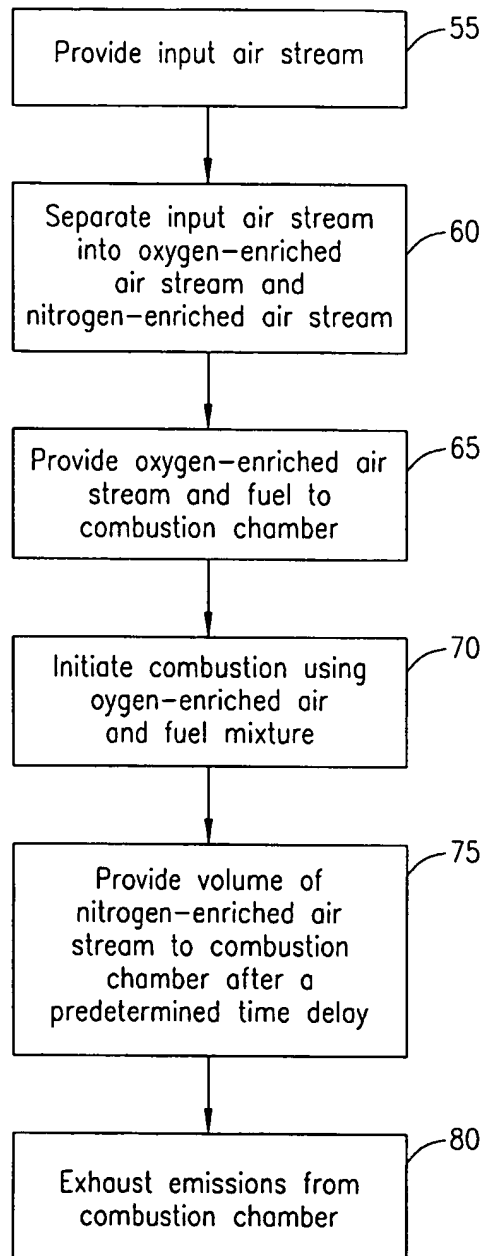 Provide input air stream
55
Separate input air stream
into oxygen-enriched
air stream and
nitrogen-enriched air stream
60
Provide oxygen-enriched air
stream and fuel to
combustion chamber
65
Initiate combustion using
oygen-enriched air
and fuel mixture
70
Provide volume of
nitrogen-enriched air
stream to combustion
chamber after a
predetermined time delay
75
Exhaust emissions from
combustion chamber
80